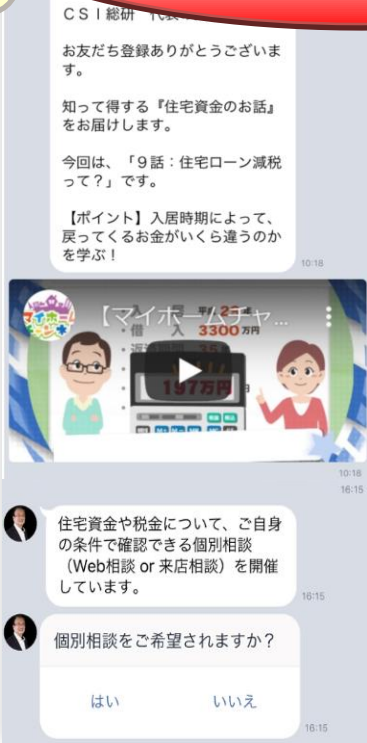 CSI総研 代表
お友だち登録ありがとうございま
す。
知って得する『住宅資金のお話』
をお届けします。
今回は、「9話：住宅ローン減税
って？」です。
【ポイント】入居時期によって、
戻ってくるお金がいくら違うのか
を学ぶ！
10:18
【マイホームチャ...
・借 入 3300万円
197万円
10:18
16:15
住宅資金や税金について、ご自身
の条件で確認できる個別相談
（Web相談 or 来店相談）を開催
しています。
16:15
個別相談をご希望されますか？
はい いいえ
16:15